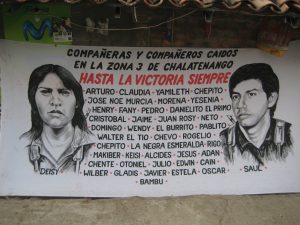 COMPAÑERAS Y COMPAÑEROS CAIDOS
EN LA ZONA 3 DE CHALATENANGO
HASTA LA VICTORIA SIEMPRE
ARTURO - CLAUDIA - YAMILETH - CHEPITO
JOSE NOE MURCIA - MORENA - YESENIA
HENRY - FANY - PEDRO - DANIELITO EL PRIMO
CRISTOBAL - JAIME - JUAN ROSY - NETO
DOMINGO - WENDY - EL BURRITO - PABLITO
WALTER EL TIO - CHEVO - ROGELIO
CHEPITO - LA NEGRA ESMERALDA - RIGO
MAKIBER - KEISI - ALCIDES - JESUS - ADAN
CHENTE - OTONIEL - JULIO - EDWIN - CAIN
WILBER - GLADIS - JAVIER - ESTELA - OSCAR
BAMBU
DEISY
SAUL